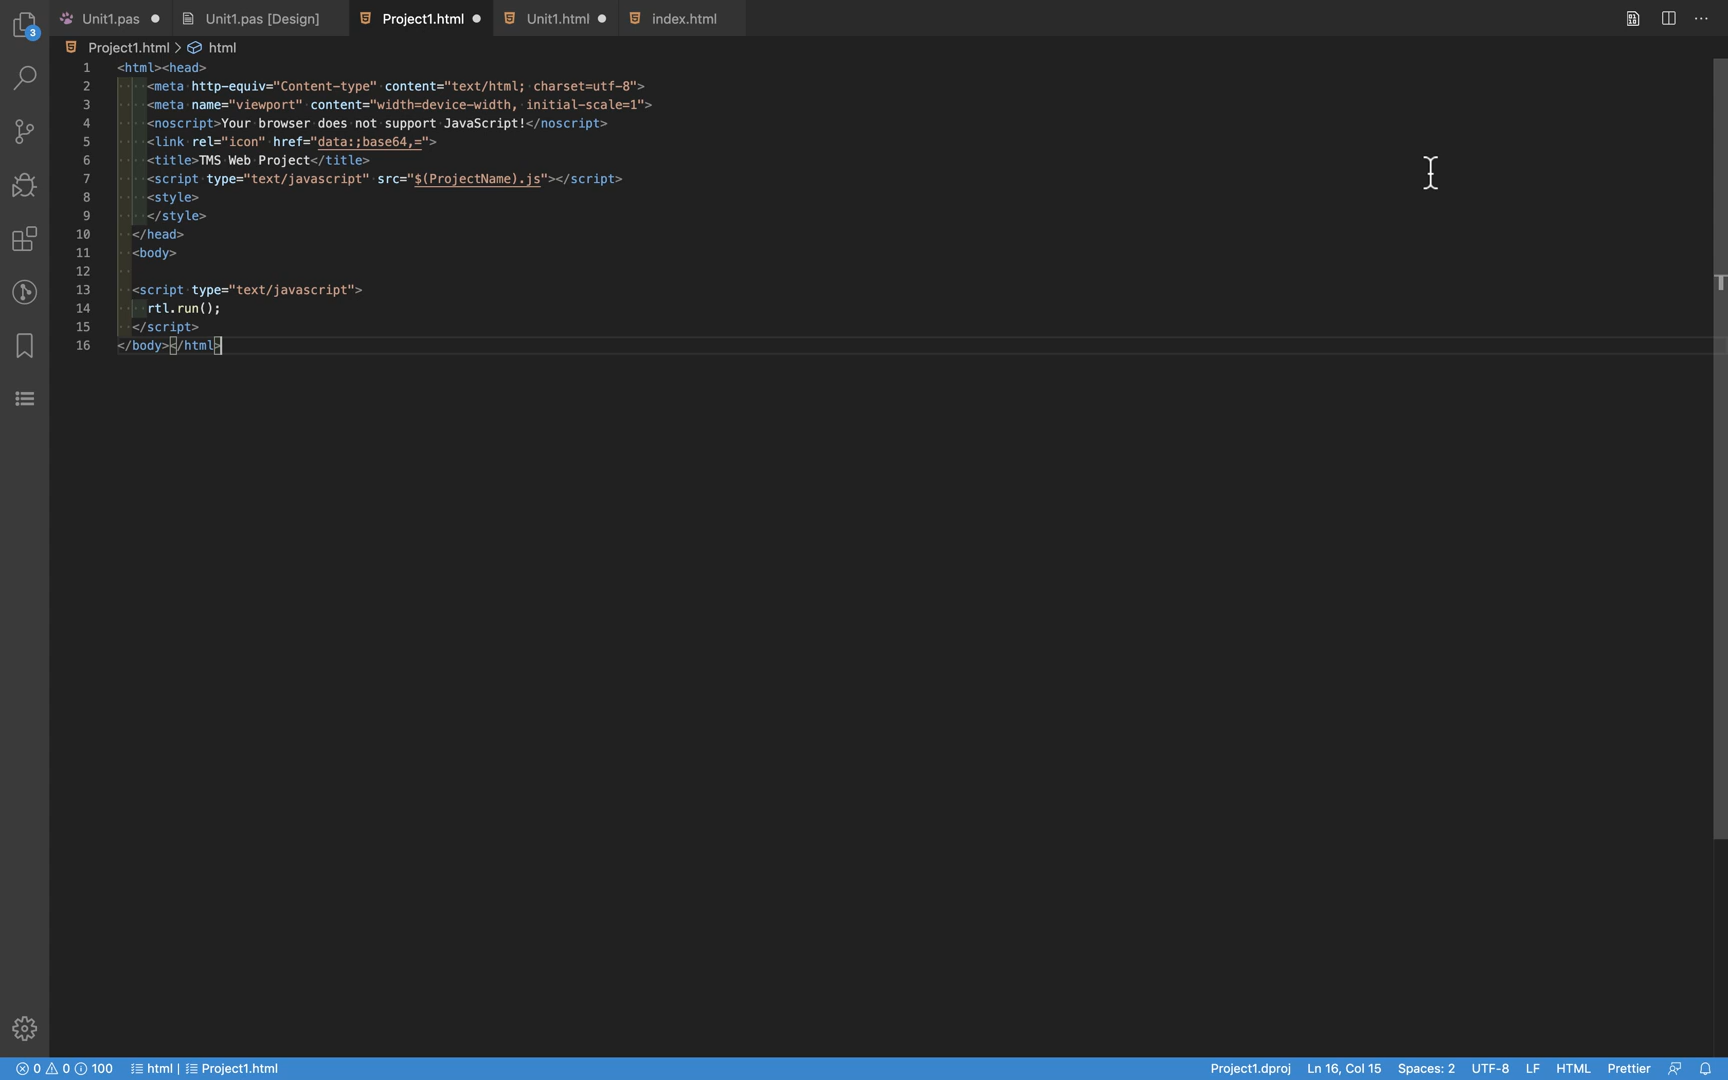 3
Unit1.pas
Unit1.pas [Design]
Project1.html
Unit1.html
index.html
Project1.html > html
1 <html><head>
2 <meta http-equiv="Content-type" content="text/html; charset=utf-8">
3 <meta name="viewport" content="width=device-width, initial-scale=1">
4 <noscript>Your browser does not support JavaScript!</noscript>
5 <link rel="icon" href="data:;base64,=">
6 <title>TMS Web Project</title>
7 <script type="text/javascript" src="$(ProjectName).js"></script>
8 <style>
9 </style>
10 </head>
11 <body>
12
13 <script type="text/javascript">
14 rtl.run();
15 </script>
16 </body></html>
0 0 100 html | Project1.html
Project1.dproj Ln 16, Col 15 Spaces: 2 UTF-8 LF HTML Prettier